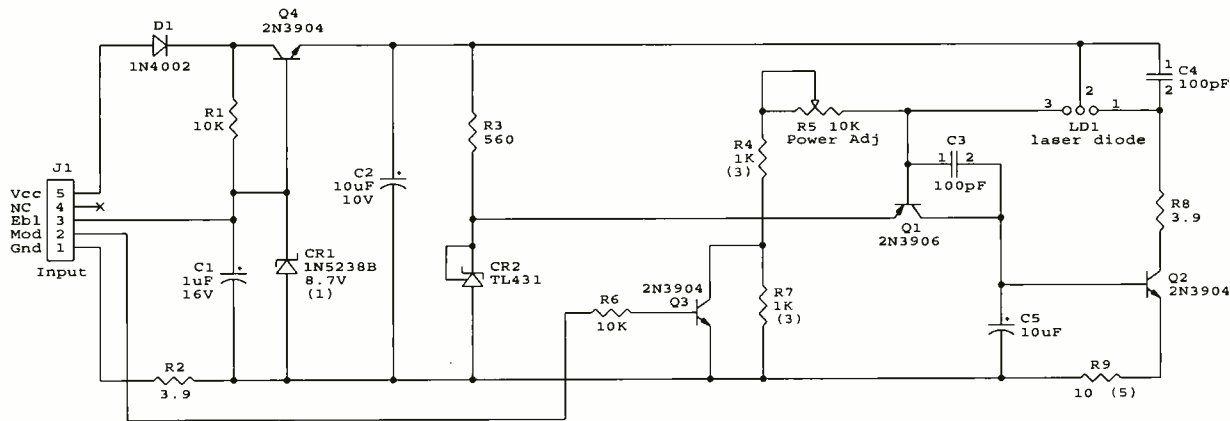 Q4
2N3904
D1
1N4002
R1
10K
R3
560
C2
10uF
10V
R4
1K
(3)
R5 10K
Power Adj
3
2
1
LD1
laser diode
1
2
C4
100pF
C3
1 2
100pF
Q1
2N3906
R8
3.9
J1
Vcc 5
NC 4
Ebl 3
Mod 2
Gnd 1
Input
C1
1uF
16V
CR1
1N5238B
8.7V
(1)
CR2
TL431
R6
10K
2N3904
Q3
R7
1K
(3)
Q2
2N3904
C5
10uF
R2
3.9
R9
10 (5)